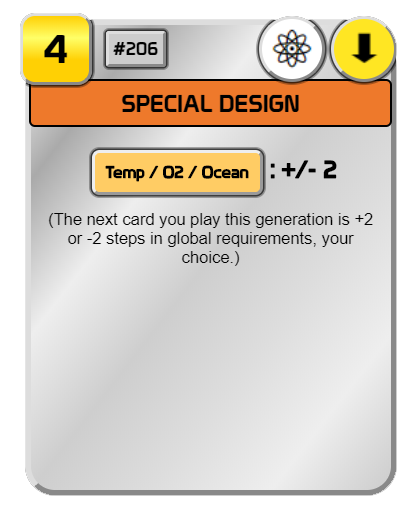 4
#206
SPECIAL DESIGN
Temp / O2 / Ocean : +/- 2
(The next card you play this generation is +2
or -2 steps in global requirements, your
choice.)